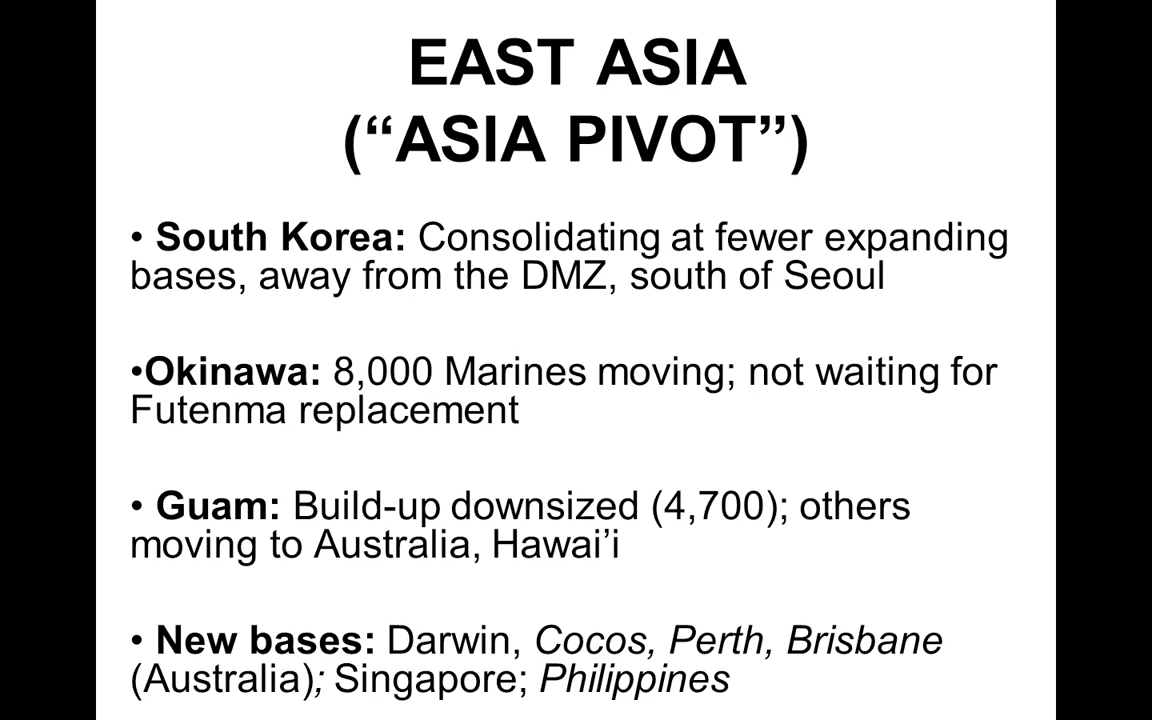 EAST ASIA
(“ASIA PIVOT”)
• South Korea: Consolidating at fewer expanding
bases, away from the DMZ, south of Seoul
•Okinawa: 8,000 Marines moving; not waiting for
Futenma replacement
• Guam: Build-up downsized (4,700); others
moving to Australia, Hawai’i
• New bases: Darwin, Cocos, Perth, Brisbane
(Australia); Singapore; Philippines